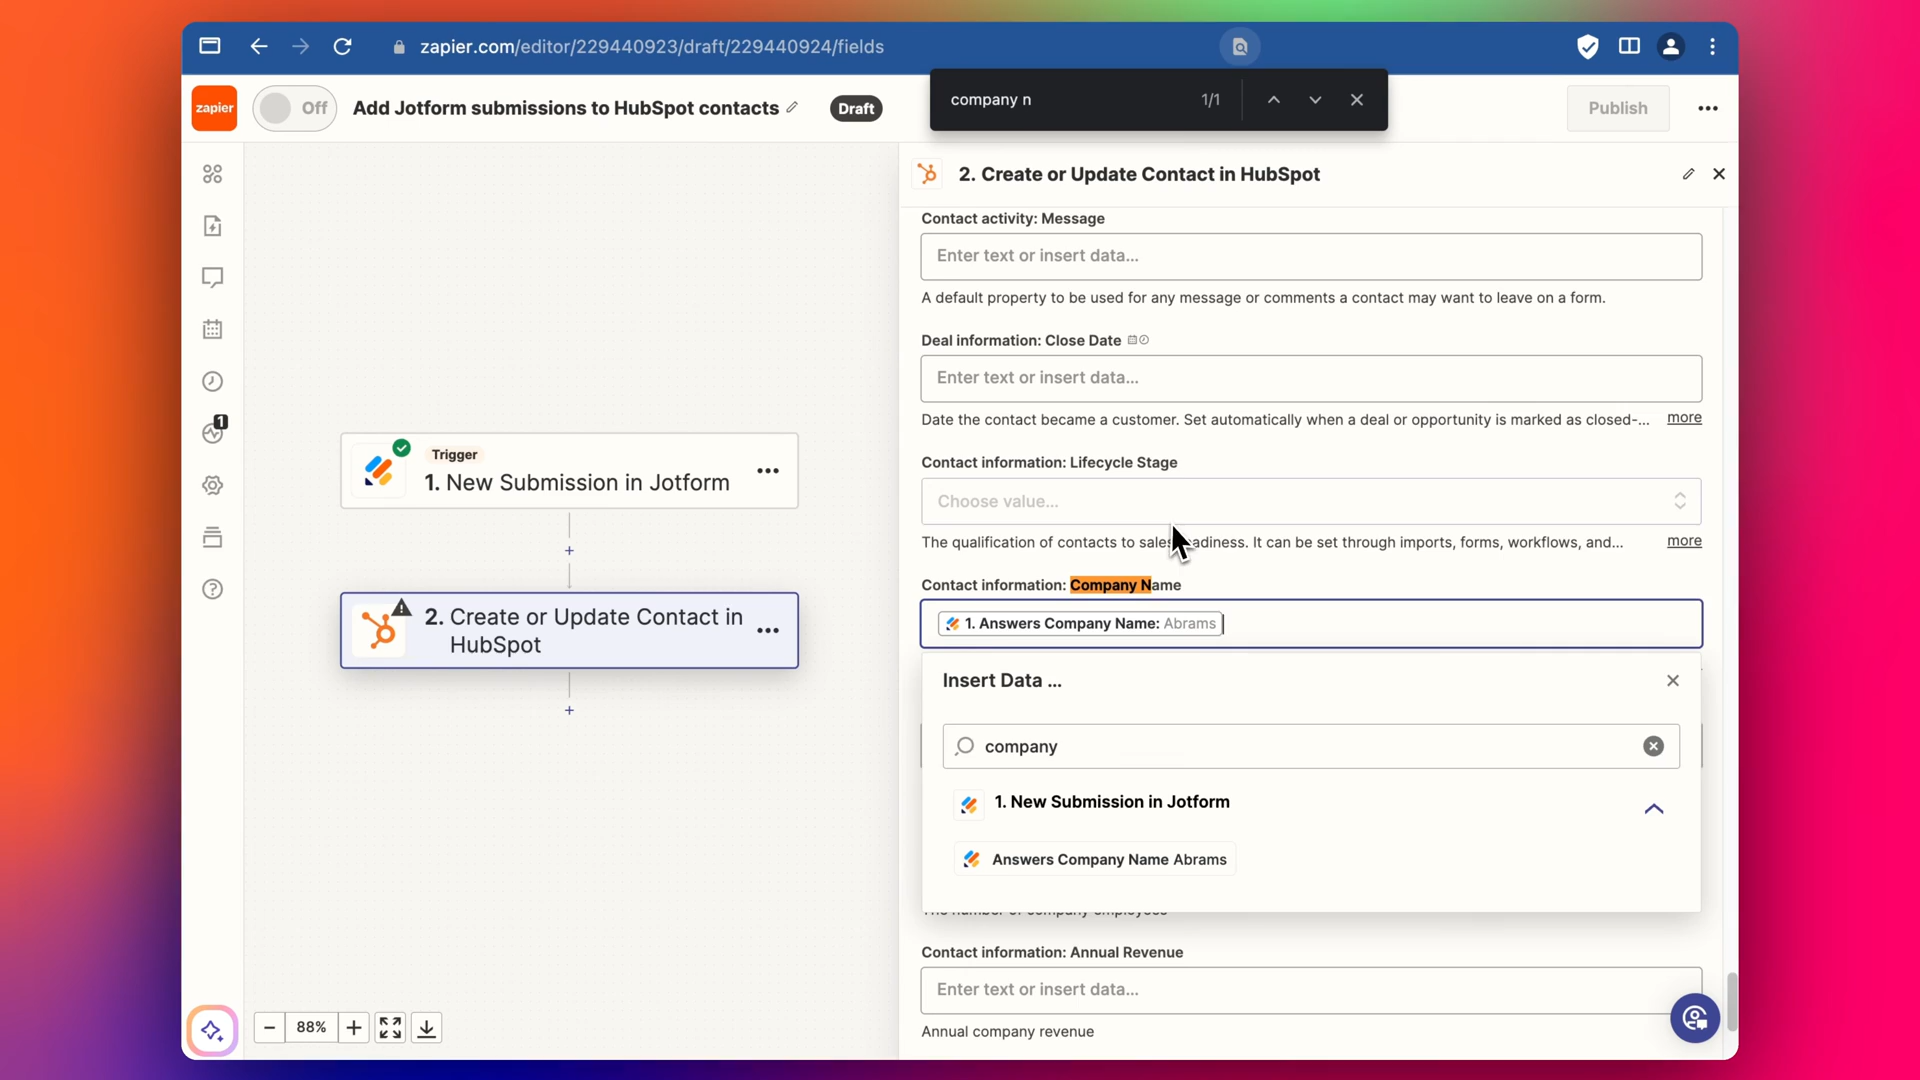 zapier.com/editor/229440923/draft/229440924/fields
company n
1/1
zapier
Off
Add Jotform submissions to HubSpot contacts
Draft
Publish
2. Create or Update Contact in HubSpot
Contact activity: Message
Enter text or insert data...
A default property to be used for any message or comments a contact may want to leave on a form.
Deal information: Close Date
Enter text or insert data...
Date the contact became a customer. Set automatically when a deal or opportunity is marked as closed-...
more
Contact information: Lifecycle Stage
Choose value...
The qualification of contacts to sales adiness. It can be set through imports, forms, workflows, and...
more
Contact information: Company Name
1. Answers Company Name: Abrams
Insert Data ...
company
1. New Submission in Jotform
Answers Company Name Abrams
Contact information: Annual Revenue
Enter text or insert data...
Annual company revenue
1
Trigger
1. New Submission in Jotform
2. Create or Update Contact in
HubSpot
88%